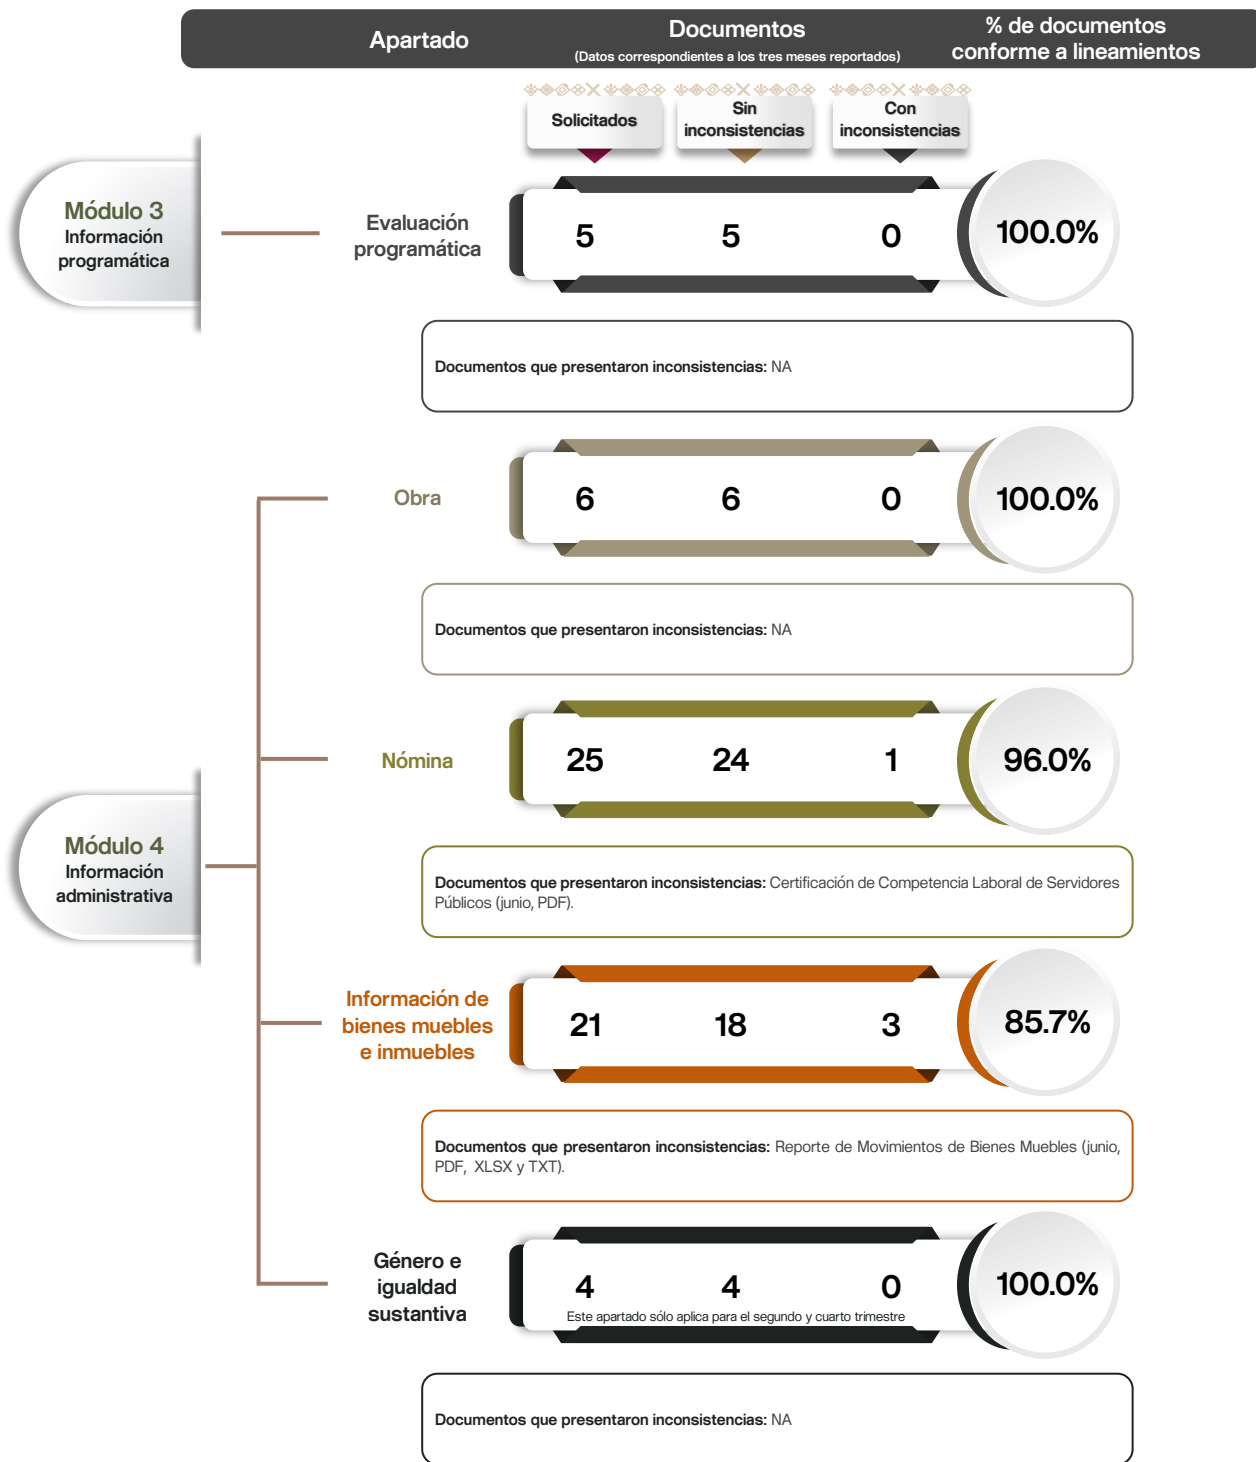 Apartado
Documentos
(Datos correspondientes a los tres meses reportados)
% de documentos
conforme a lineamientos
Solicitados
Sin
inconsistencias
Con
inconsistencias
Módulo 3
Información
programática
Evaluación
programática
5 5 0 100.0%
Documentos que presentaron inconsistencias: NA
Obra
6 6 0 100.0%
Documentos que presentaron inconsistencias: NA
Nómina
25 24 1 96.0%
Módulo 4
Información
administrativa
Documentos que presentaron inconsistencias: Certificación de Competencia Laboral de Servidores
Públicos (junio, PDF).
Información de
bienes muebles
e inmuebles
21 18 3 85.7%
Documentos que presentaron inconsistencias: Reporte de Movimientos de Bienes Muebles (junio,
PDF, XLSX y TXT).
Género e
igualdad
sustantiva
4 4 0 100.0%
Este apartado sólo aplica para el segundo y cuarto trimestre
Documentos que presentaron inconsistencias: NA